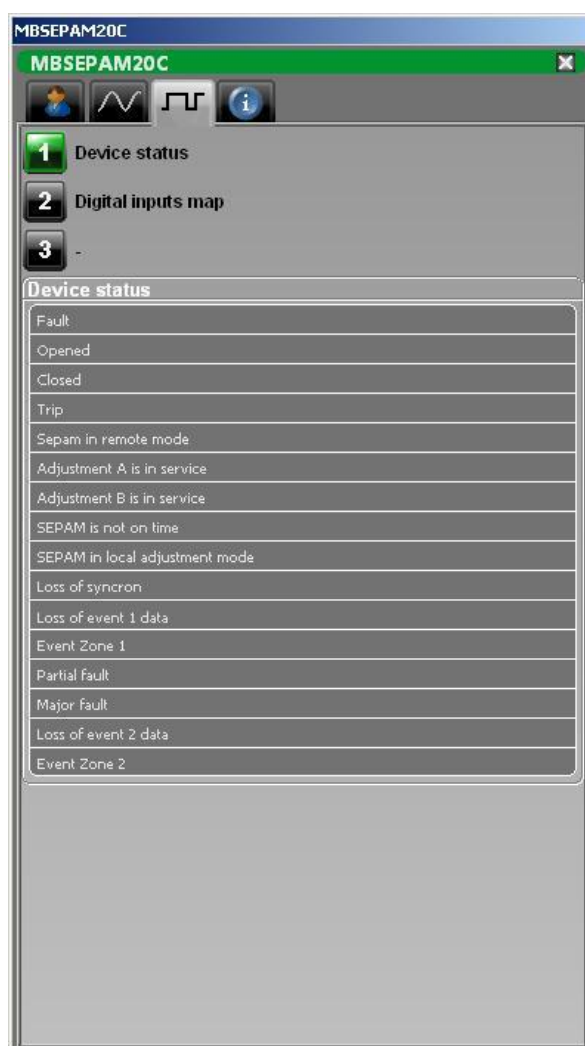 MBSEPAM20C
MBSEPAM20C
i
1 Device status
2 Digital inputs map
3 -
Device status
Fault
Opened
Closed
Trip
Sepam in remote mode
Adjustment A is in service
Adjustment B is in service
SEPAM is not on time
SEPAM in local adjustment mode
Loss of syncron
Loss of event 1 data
Event Zone 1
Partial fault
Major fault
Loss of event 2 data
Event Zone 2